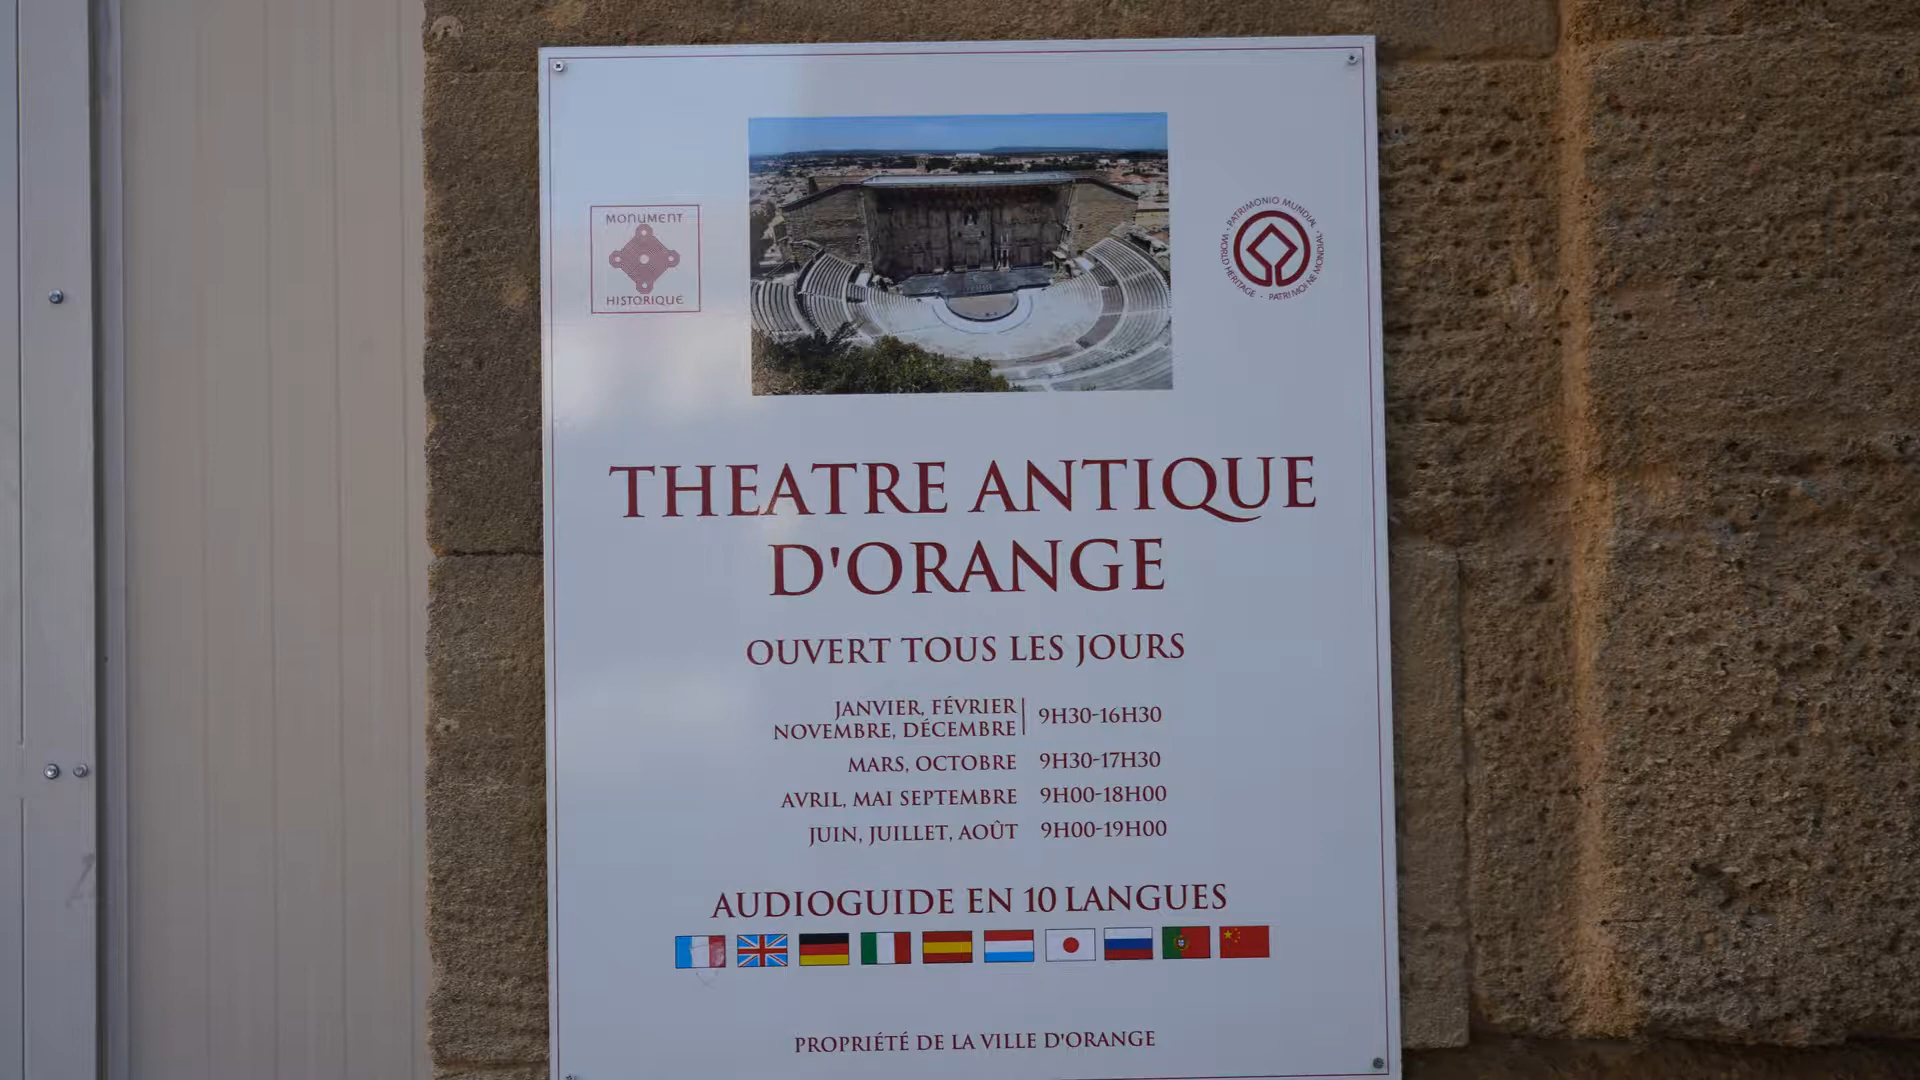 MONUMENT
HISTORIQUE
PATRIMONIO MUNDIAL · WORLD HERITAGE · PATRIMOINE MONDIAL ·
THEATRE ANTIQUE
D'ORANGE
OUVERT TOUS LES JOURS
JANVIER, FÉVRIER
NOVEMBRE, DÉCEMBRE 9H30-16H30
MARS, OCTOBRE 9H30-17H30
AVRIL, MAI SEPTEMBRE 9H00-18H00
JUIN, JUILLET, AOÛT 9H00-19H00
AUDIOGUIDE EN 10 LANGUES
PROPRIÉTÉ DE LA VILLE D'ORANGE